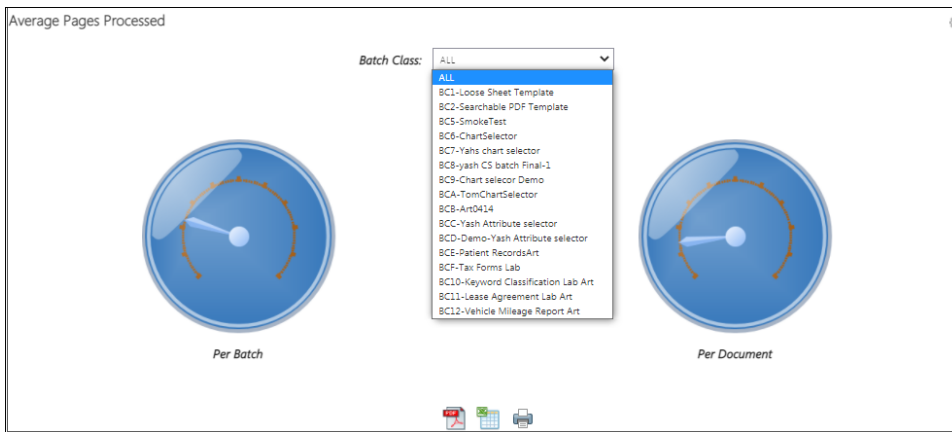 Average Pages Processed
Batch Class: ALL
ALL
BC1-Loose Sheet Template
BC2-Searchable PDF Template
BC5-SmokeTest
BC6-ChartSelector
BC7-Yahs chart selector
BC8-yash CS batch Final-1
BC9-Chart selecor Demo
BCA-TomChartSelector
BCB-Art0414
BCC-Yash Attribute selector
BCD-Demo-Yash Attribute selector
BCE-Patient RecordsArt
BCF-Tax Forms Lab
BC10-Keyword Classification Lab Art
BC11-Lease Agreement Lab Art
BC12-Vehicle Mileage Report Art
Per Batch
Per Document
PDF